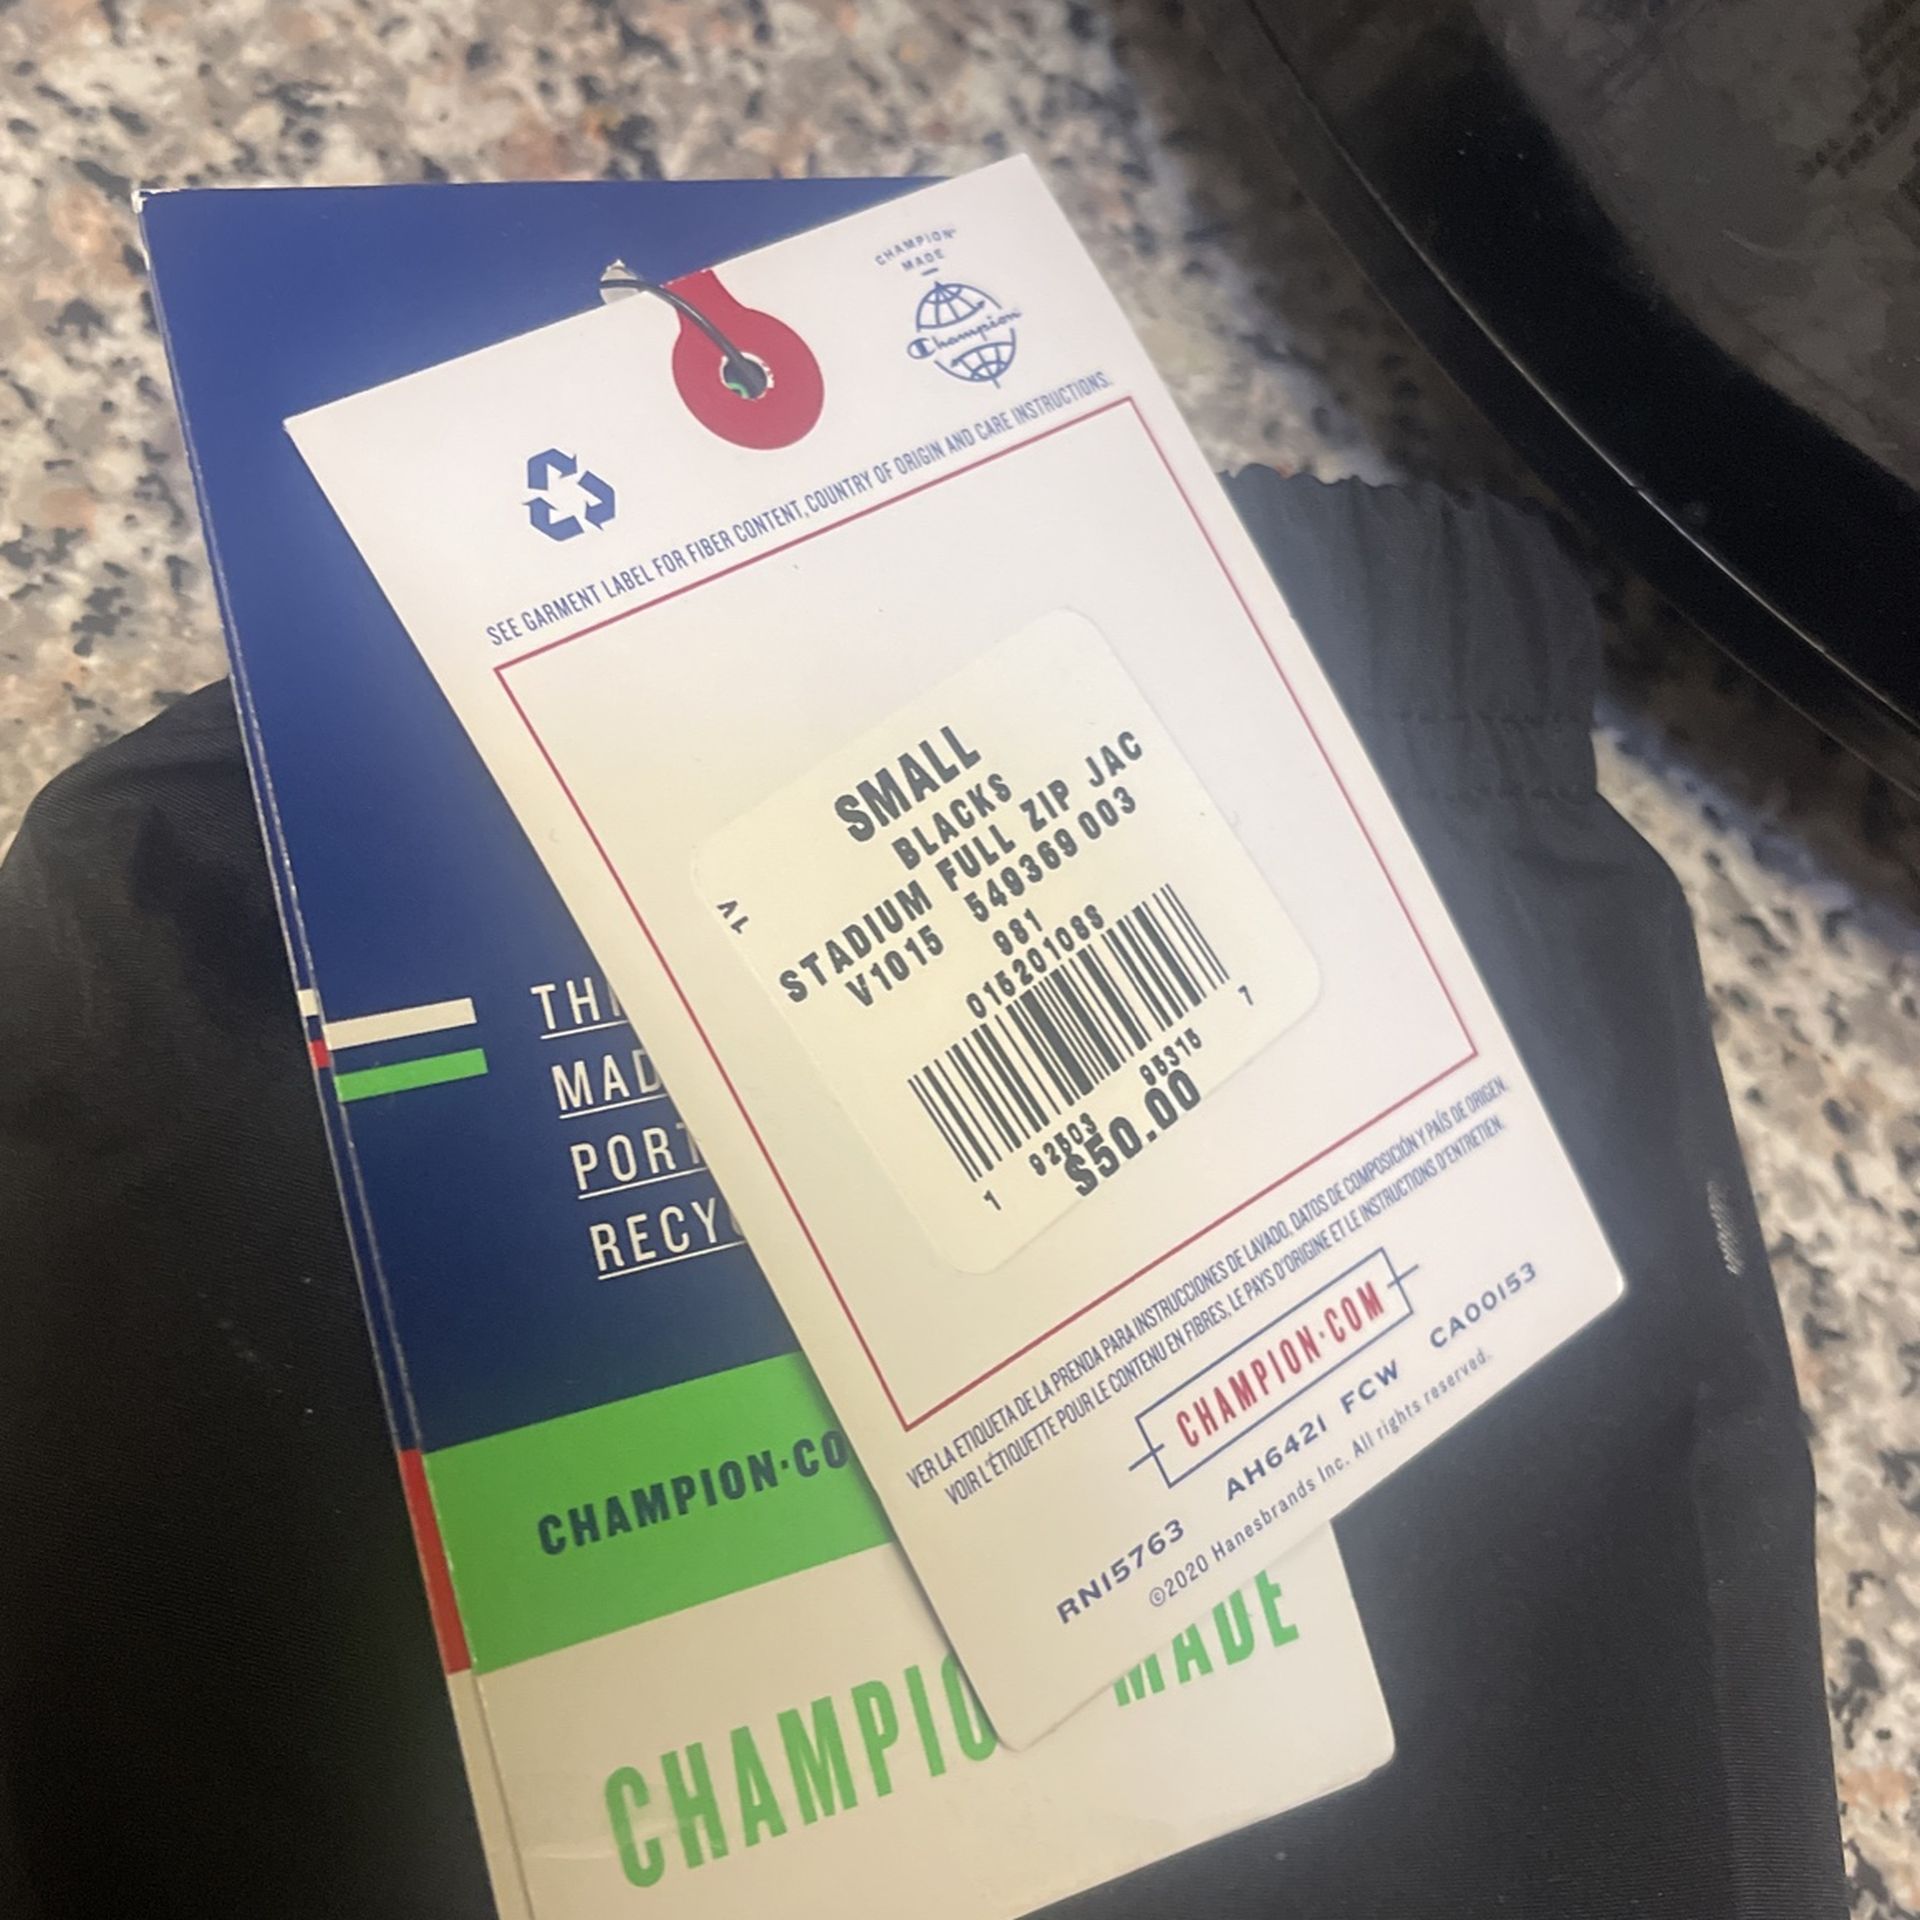 CHAMPION
MADE
Champion
SEE GARMENT LABEL FOR FIBER CONTENT, COUNTRY OF ORIGIN AND CARE INSTRUCTIONS.
SMALL
BLACKS
STADIUM FULL ZIP JAC
V1015 549369 003
981
01520108S
1 92503 95315 7
$50.00
VER LA ETIQUETA DE LA PRENDA PARA INSTRUCCIONES DE LAVADO, DATOS DE COMPOSICIÓN Y PAÍS DE ORIGEN.
VOIR L'ÉTIQUETTE POUR LE CONTENU EN FIBRES, LE PAYS D'ORIGINE ET LE INSTRUCTIONS D'ENTRETIEN.
CHAMPION·COM
RN15763 AH6421 FCW CA00153
©2020 Hanesbrands Inc. All rights reserved.
MAD
PORT
RECY
CHAMPION·CO
CHAMPIO MADE